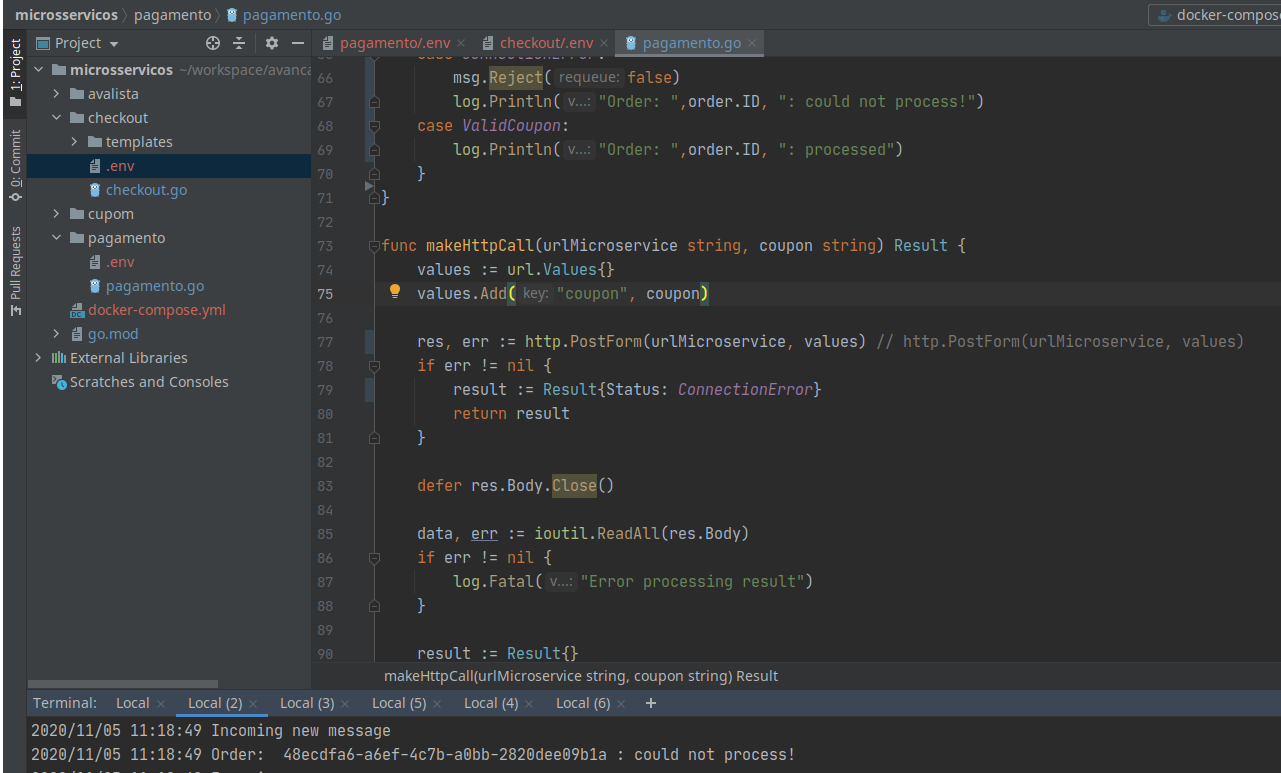 microsservicos 〉 pagamento 〉 pagamento.go docker-compos
1: Project
0: Commit
Pull Requests
Project
microsservicos ~/workspace/avanca
avalista
checkout
templates
.env
checkout.go
cupom
pagamento
.env
pagamento.go
docker-compose.yml
go.mod
External Libraries
Scratches and Consoles
pagamento/.env × checkout/.env × pagamento.go ×
case ConnectionError:
66 msg.Reject( requeue: false)
67 log.Println( v...: "Order: ",order.ID, ": could not process!")
68 case ValidCoupon:
69 log.Println( v...: "Order: ",order.ID, ": processed")
70 }
71 }
72
73 func makeHttpCall(urlMicroservice string, coupon string) Result {
74 values := url.Values{}
75 values.Add( key: "coupon", coupon)
76
77 res, err := http.PostForm(urlMicroservice, values) // http.PostForm(urlMicroservice, values)
78 if err != nil {
79 result := Result{Status: ConnectionError}
80 return result
81 }
82
83 defer res.Body.Close()
84
85 data, err := ioutil.ReadAll(res.Body)
86 if err != nil {
87 log.Fatal( v...: "Error processing result")
88 }
89
90 result := Result{}
makeHttpCall(urlMicroservice string, coupon string) Result
Terminal: Local × Local (2) × Local (3) × Local (5) × Local (4) × Local (6) × +
2020/11/05 11:18:49 Incoming new message
2020/11/05 11:18:49 Order:  48ecdfa6-a6ef-4c7b-a0bb-2820dee09b1a : could not process!